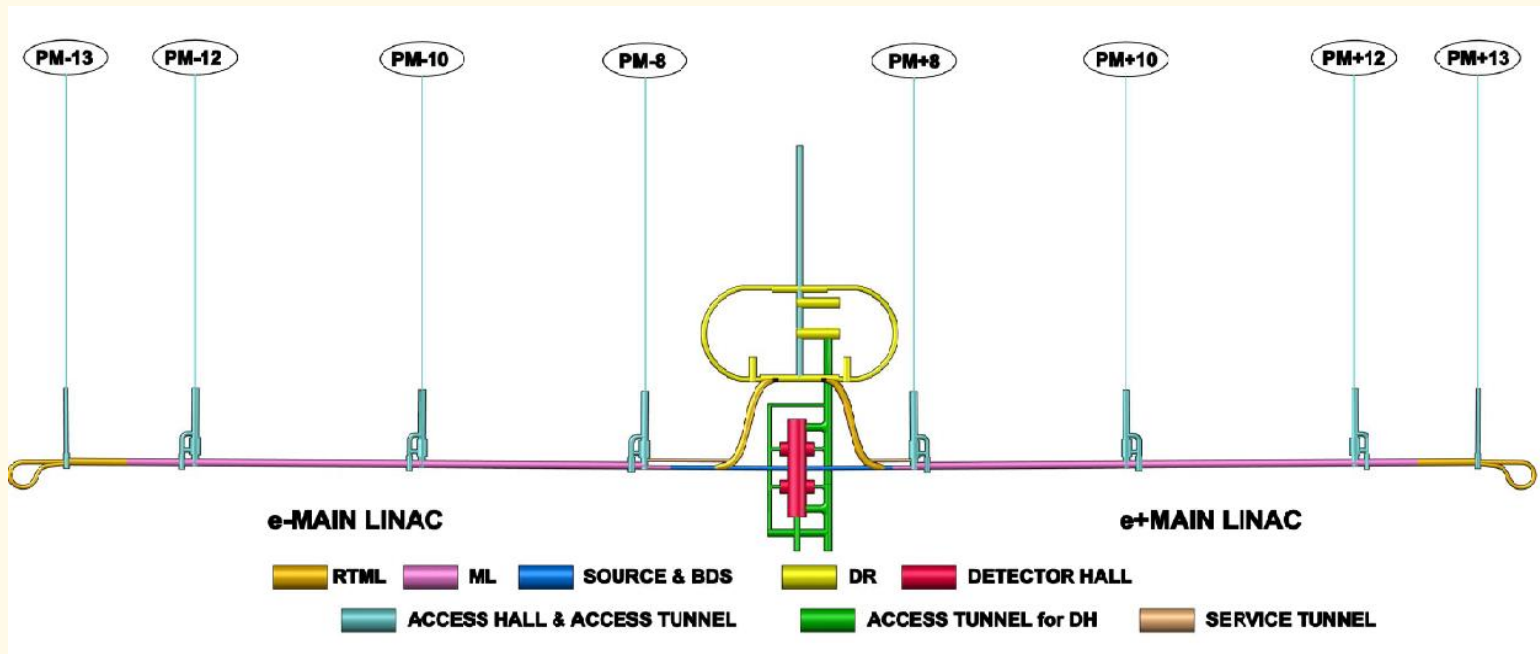 PM-13 PM-12 PM-10 PM-8 PM+8 PM+10 PM+12 PM+13
e-MAIN LINAC e+MAIN LINAC
RTML ML SOURCE & BDS DR DETECTOR HALL
ACCESS HALL & ACCESS TUNNEL ACCESS TUNNEL for DH SERVICE TUNNEL